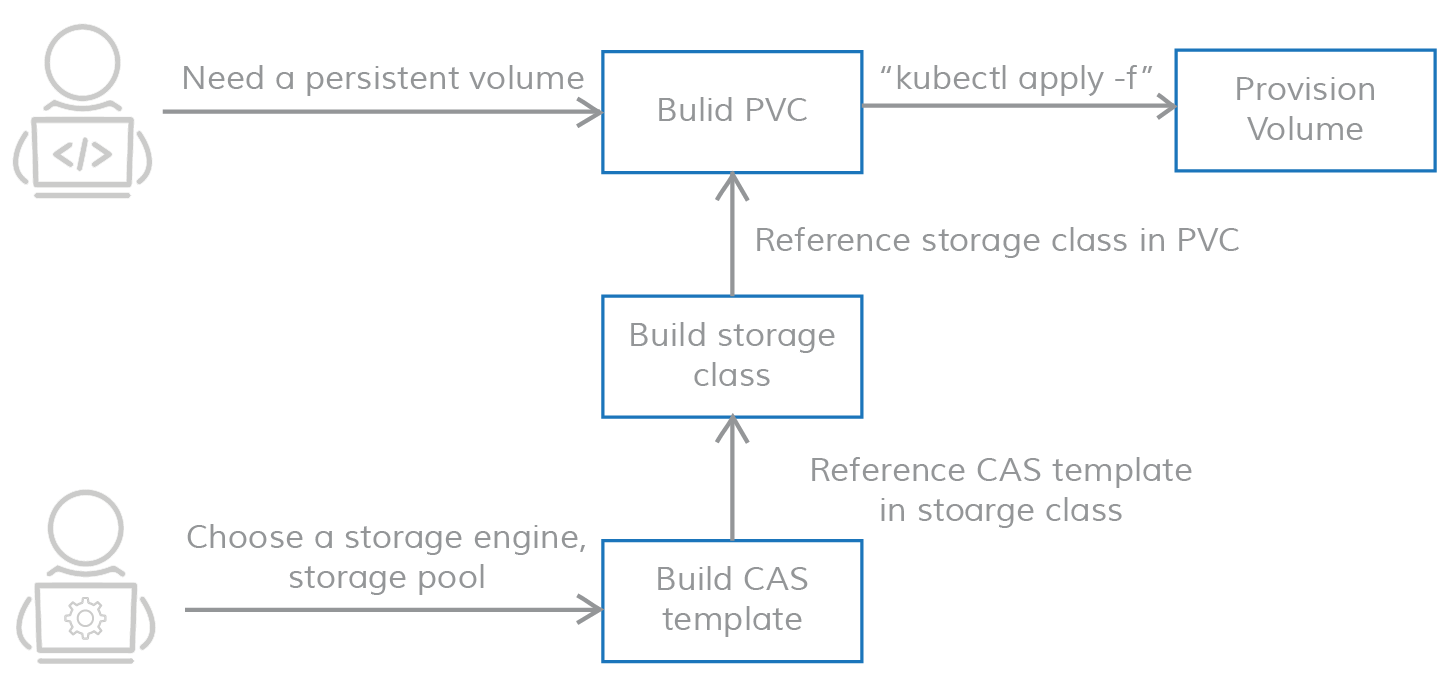 Need a persistent volume
Bulid PVC
“kubectl apply -f”
Provision
Volume
</>
Reference storage class in PVC
Build storage
class
Reference CAS template
in stoarge class
Choose a storage engine,
storage pool
Build CAS
template